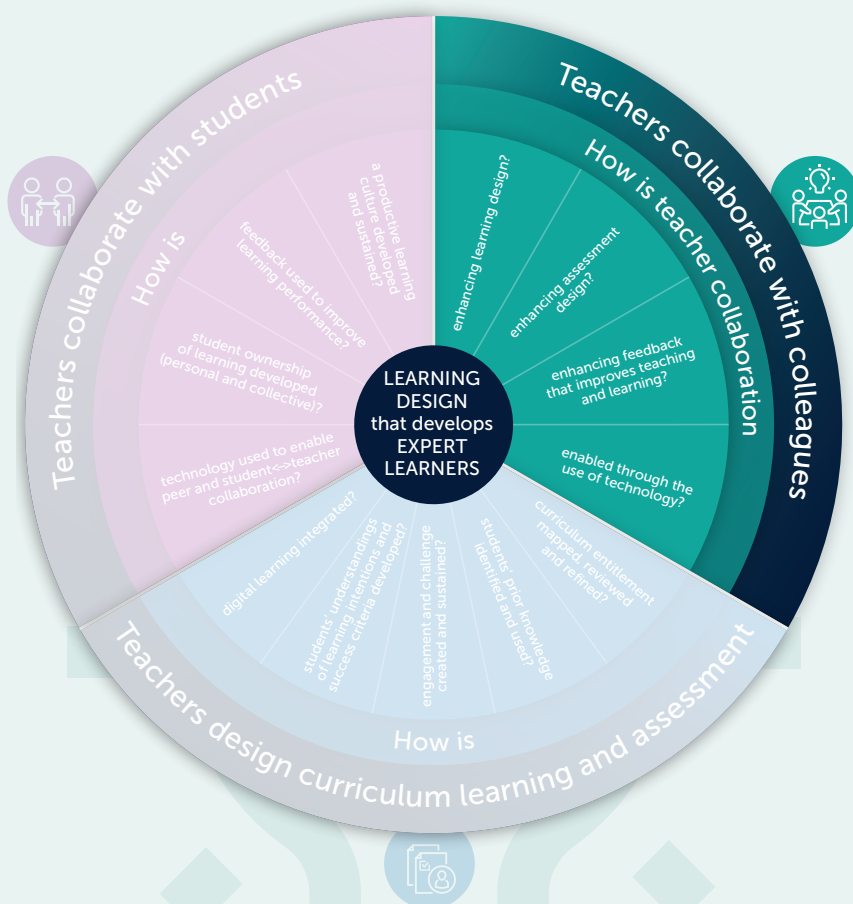 Teachers collaborate with students
How is
a productive learning
culture developed
and sustained?
feedback used to improve
learning performance?
student ownership
of learning developed
(personal and collective)?
technology used to enable
peer and student<->teacher
collaboration?
Teachers collaborate with colleagues
How is teacher collaboration
enhancing learning design?
enhancing assessment
design?
enhancing feedback
that improves teaching
and learning?
enabled through the
use of technology?
LEARNING
DESIGN
that develops
EXPERT
LEARNERS
Teachers design curriculum learning and assessment
How is
digital learning integrated?
students' understandings
of learning intentions and
success criteria developed?
engagement and challenge
created and sustained?
students' prior knowledge
identified and used?
curriculum entitlement
mapped, reviewed
and refined?